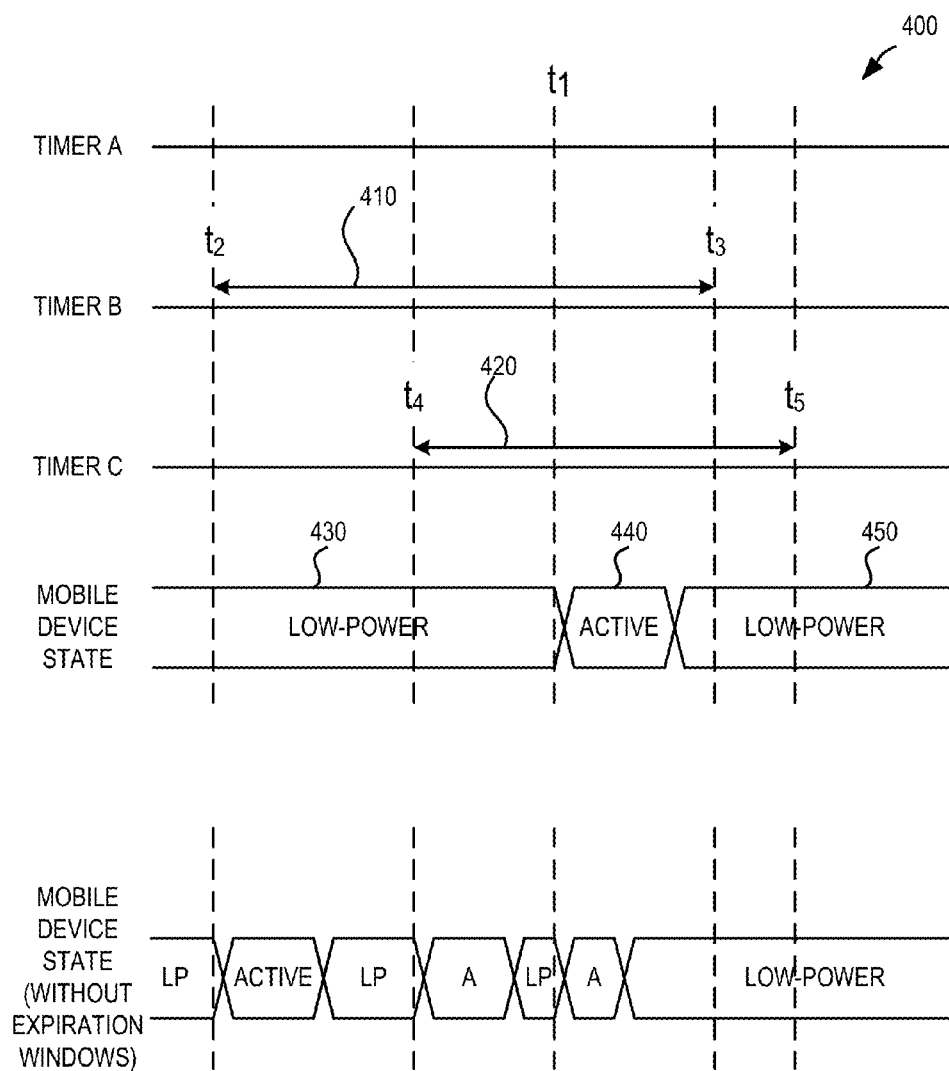 400
t1
TIMER A
410
t2
t3
TIMER B
420
t4
t5
TIMER C
430
440
450
MOBILE
DEVICE
STATE
LOW-POWER
ACTIVE
LOW-POWER
MOBILE
DEVICE
STATE
(WITHOUT
EXPIRATION
WINDOWS)
LP
ACTIVE
LP
A
LP
A
LOW-POWER